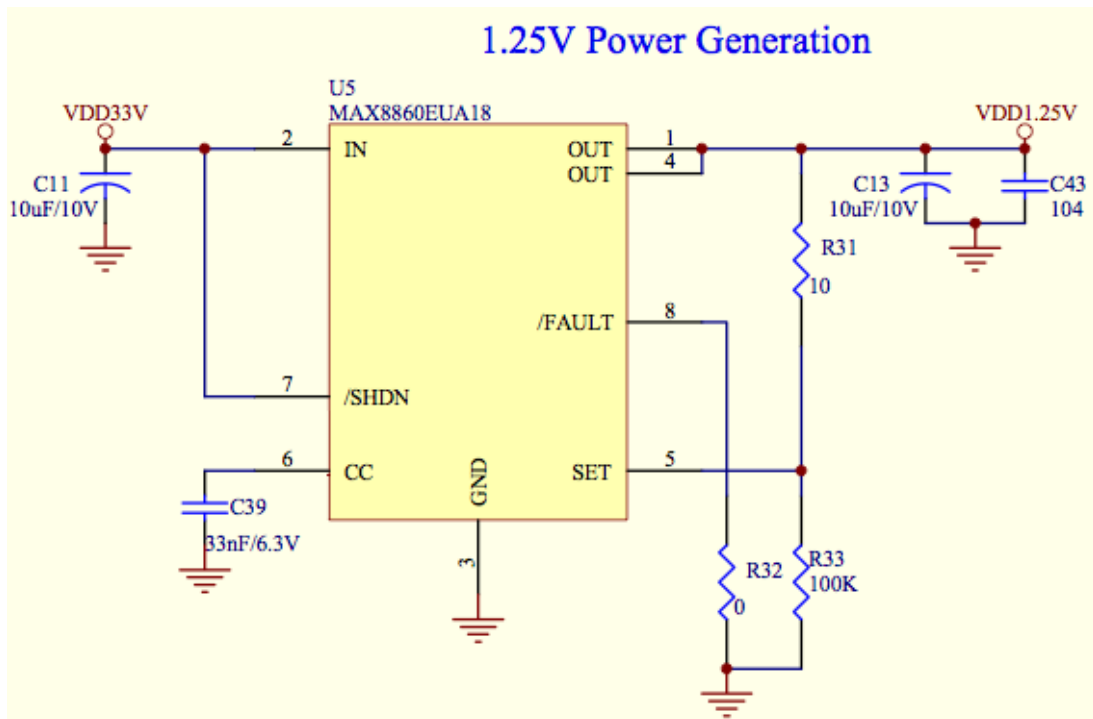 1.25V Power Generation
U5
MAX8860EUA18
VDD33V
VDD1.25V
2
IN
OUT
1
OUT
4
C11
10uF/10V
C13
10uF/10V
C43
104
R31
10
/FAULT
8
7
/SHDN
6
CC
GND
SET
5
C39
33nF/6.3V
3
R32
0
R33
100K